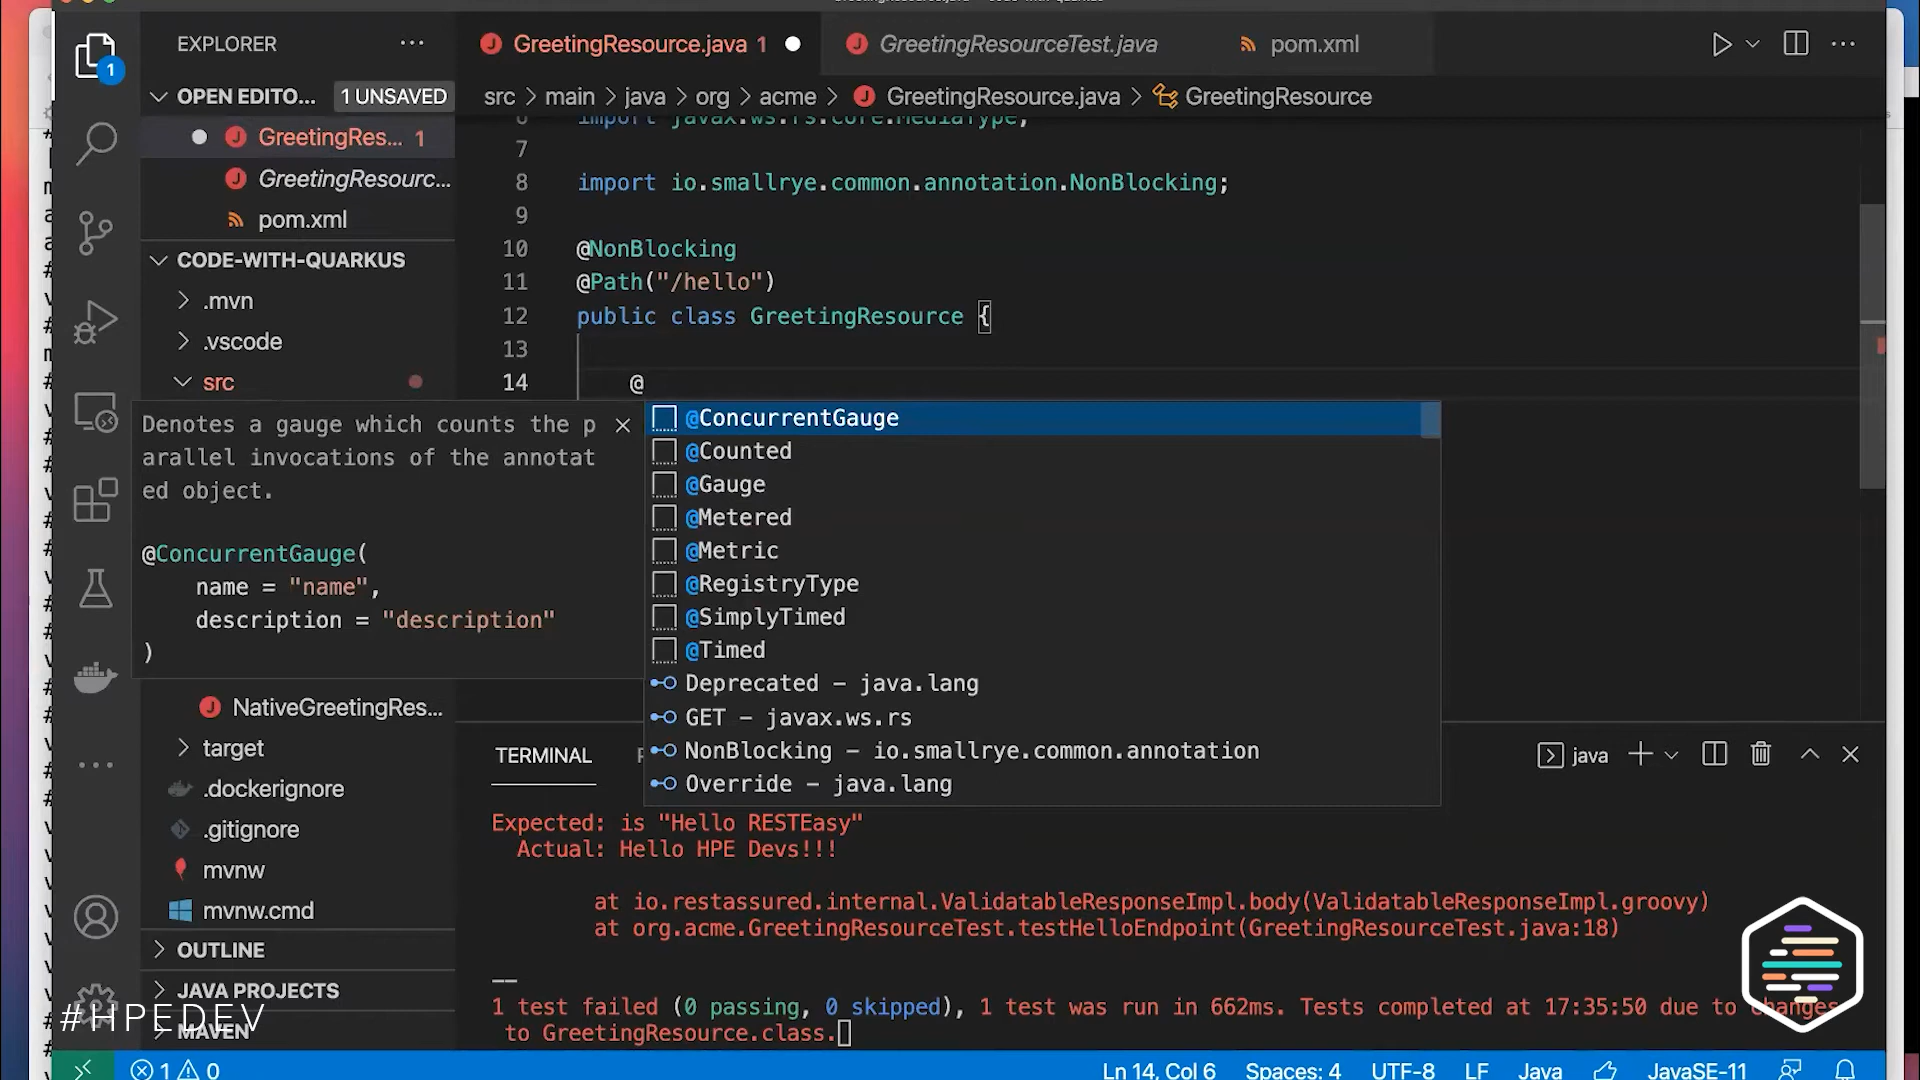 EXPLORER
OPEN EDITO... 1 UNSAVED
GreetingRes... 1
GreetingResourc...
pom.xml
CODE-WITH-QUARKUS
.mvn
.vscode
src
NativeGreetingRes...
target
.dockerignore
.gitignore
mvnw
mvnw.cmd
OUTLINE
JAVA PROJECTS
MAVEN
1
GreetingResource.java 1
GreetingResourceTest.java
pom.xml
src > main > java > org > acme > GreetingResource.java > GreetingResource
6 import javax.ws.rs.core.MediaType;
7
8 import io.smallrye.common.annotation.NonBlocking;
9
10 @NonBlocking
11 @Path("/hello")
12 public class GreetingResource {
13
14 @
Denotes a gauge which counts the p
arallel invocations of the annotat
ed object.
@ConcurrentGauge(
name = "name",
description = "description"
)
@ConcurrentGauge
@Counted
@Gauge
@Metered
@Metric
@RegistryType
@SimplyTimed
@Timed
Deprecated – java.lang
GET – javax.ws.rs
NonBlocking – io.smallrye.common.annotation
Override – java.lang
TERMINAL
java
Expected: is "Hello RESTEasy"
Actual: Hello HPE Devs!!!
at io.restassured.internal.ValidatableResponseImpl.body(ValidatableResponseImpl.groovy)
at org.acme.GreetingResourceTest.testHelloEndpoint(GreetingResourceTest.java:18)
--
1 test failed (0 passing, 0 skipped), 1 test was run in 662ms. Tests completed at 17:35:50 due to changes
to GreetingResource.class.
#HPEDEV
1 0
Ln 14, Col 6 Spaces: 4 UTF-8 LF Java JavaSE-11